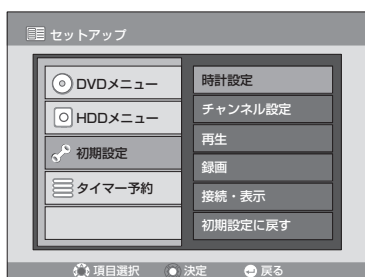 セットアップ
DVDメニュー
HDDメニュー
初期設定
タイマー予約
時計設定
チャンネル設定
再生
録画
接続・表示
初期設定に戻す
項目選択 決定 戻る